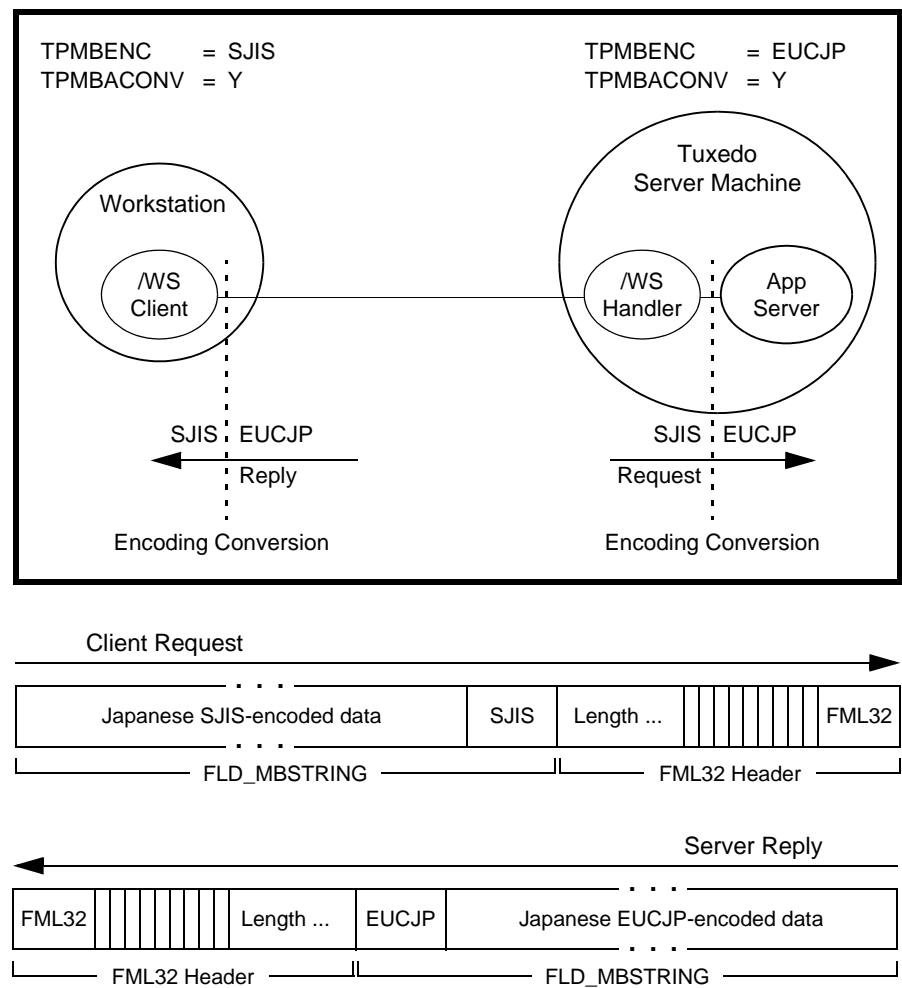 TPMBENC = SJIS
TPMBACONV = Y
TPMBENC = EUCJP
TPMBACONV = Y
Workstation
/WS
Client
Tuxedo
Server Machine
/WS
Handler
App
Server
SJIS EUCJP
Reply
Encoding Conversion
SJIS EUCJP
Request
Encoding Conversion
Client Request
. . .
Japanese SJIS-encoded data SJIS Length ... FML32
. . .
FLD_MBSTRING FML32 Header
Server Reply
. . .
FML32 Length ... EUCJP Japanese EUCJP-encoded data
. . .
FML32 Header FLD_MBSTRING